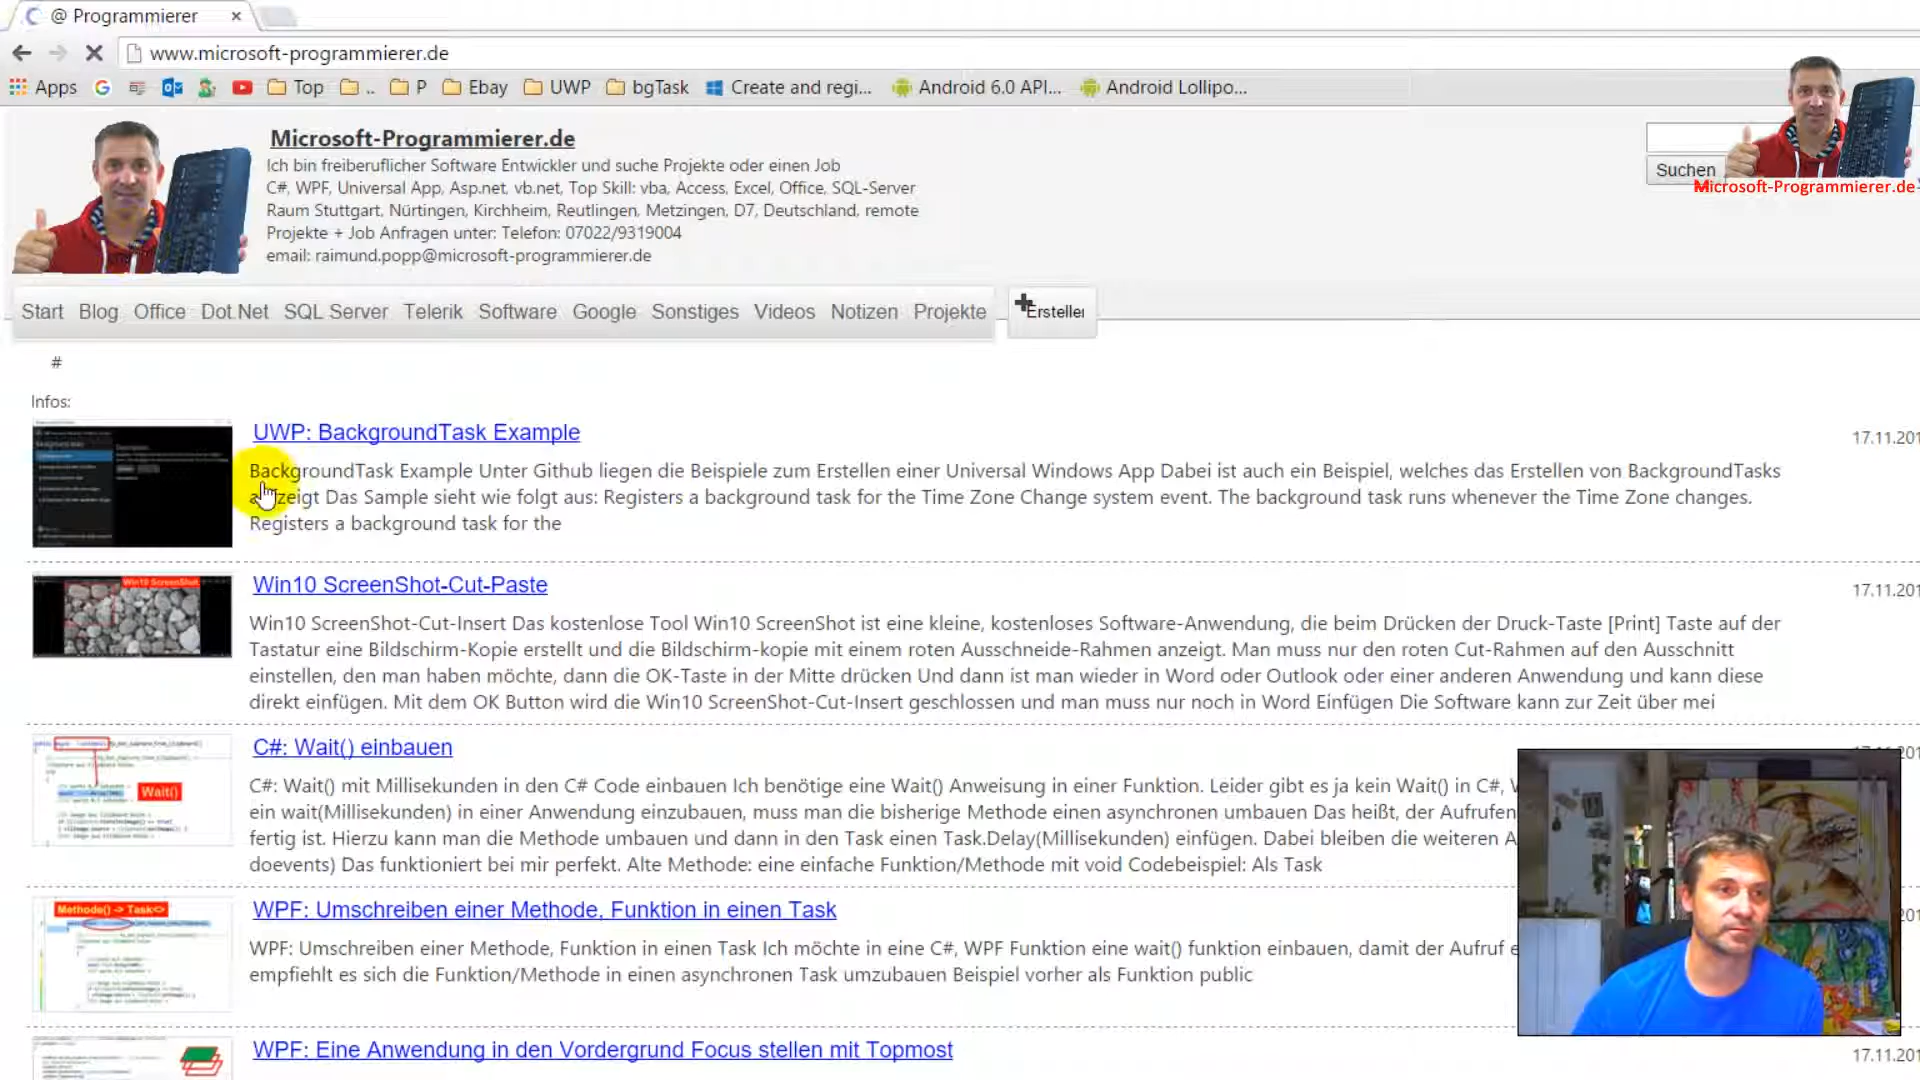 @ Programmierer
www.microsoft-programmierer.de
Apps Top .. P Ebay UWP bgTask Create and regi... Android 6.0 API... Android Lollipo...
Microsoft-Programmierer.de
Ich bin freiberuflicher Software Entwickler und suche Projekte oder einen Job
C#, WPF, Universal App, Asp.net, vb.net, Top Skill: vba, Access, Excel, Office, SQL-Server
Raum Stuttgart, Nürtingen, Kirchheim, Reutlingen, Metzingen, D7, Deutschland, remote
Projekte + Job Anfragen unter: Telefon: 07022/9319004
email: raimund.popp@microsoft-programmierer.de
Suchen
Microsoft-Programmierer.de
Start Blog Office Dot.Net SQL Server Telerik Software Google Sonstiges Videos Notizen Projekte
Erstellen
#
Infos:
UWP: BackgroundTask Example
17.11.201
BackgroundTask Example Unter Github liegen die Beispiele zum Erstellen einer Universal Windows App Dabei ist auch ein Beispiel, welches das Erstellen von BackgroundTasks
Das Sample sieht wie folgt aus: Registers a background task for the Time Zone Change system event. The background task runs whenever the Time Zone changes.
Registers a background task for the
Win10 ScreenShot
Win10 ScreenShot-Cut-Paste
17.11.201
Win10 ScreenShot-Cut-Insert Das kostenlose Tool Win10 ScreenShot ist eine kleine, kostenloses Software-Anwendung, die beim Drücken der Druck-Taste [Print] Taste auf der
Tastatur eine Bildschirm-Kopie erstellt und die Bildschirm-kopie mit einem roten Ausschneide-Rahmen anzeigt. Man muss nur den roten Cut-Rahmen auf den Ausschnitt
einstellen, den man haben möchte, dann die OK-Taste in der Mitte drücken Und dann ist man wieder in Word oder Outlook oder einer anderen Anwendung und kann diese
direkt einfügen. Mit dem OK Button wird die Win10 ScreenShot-Cut-Insert geschlossen und man muss nur noch in Word Einfügen Die Software kann zur Zeit über mei
Wait()
C#: Wait() einbauen
C#: Wait() mit Millisekunden in den C# Code einbauen Ich benötige eine Wait() Anweisung in einer Funktion. Leider gibt es ja kein Wait() in C#,
ein wait(Millisekunden) in einer Anwendung einzubauen, muss man die bisherige Methode einen asynchronen umbauen Das heißt, der Aufrufen
fertig ist. Hierzu kann man die Methode umbauen und dann in den Task einen Task.Delay(Millisekunden) einfügen. Dabei bleiben die weiteren A
doevents) Das funktioniert bei mir perfekt. Alte Methode: eine einfache Funktion/Methode mit void Codebeispiel: Als Task
Methode() -> Task<>
WPF: Umschreiben einer Methode, Funktion in einen Task
WPF: Umschreiben einer Methode, Funktion in einen Task Ich möchte in eine C#, WPF Funktion eine wait() funktion einbauen, damit der Aufruf e
empfiehlt es sich die Funktion/Methode in einen asynchronen Task umzubauen Beispiel vorher als Funktion public
WPF: Eine Anwendung in den Vordergrund Focus stellen mit Topmost
17.11.201